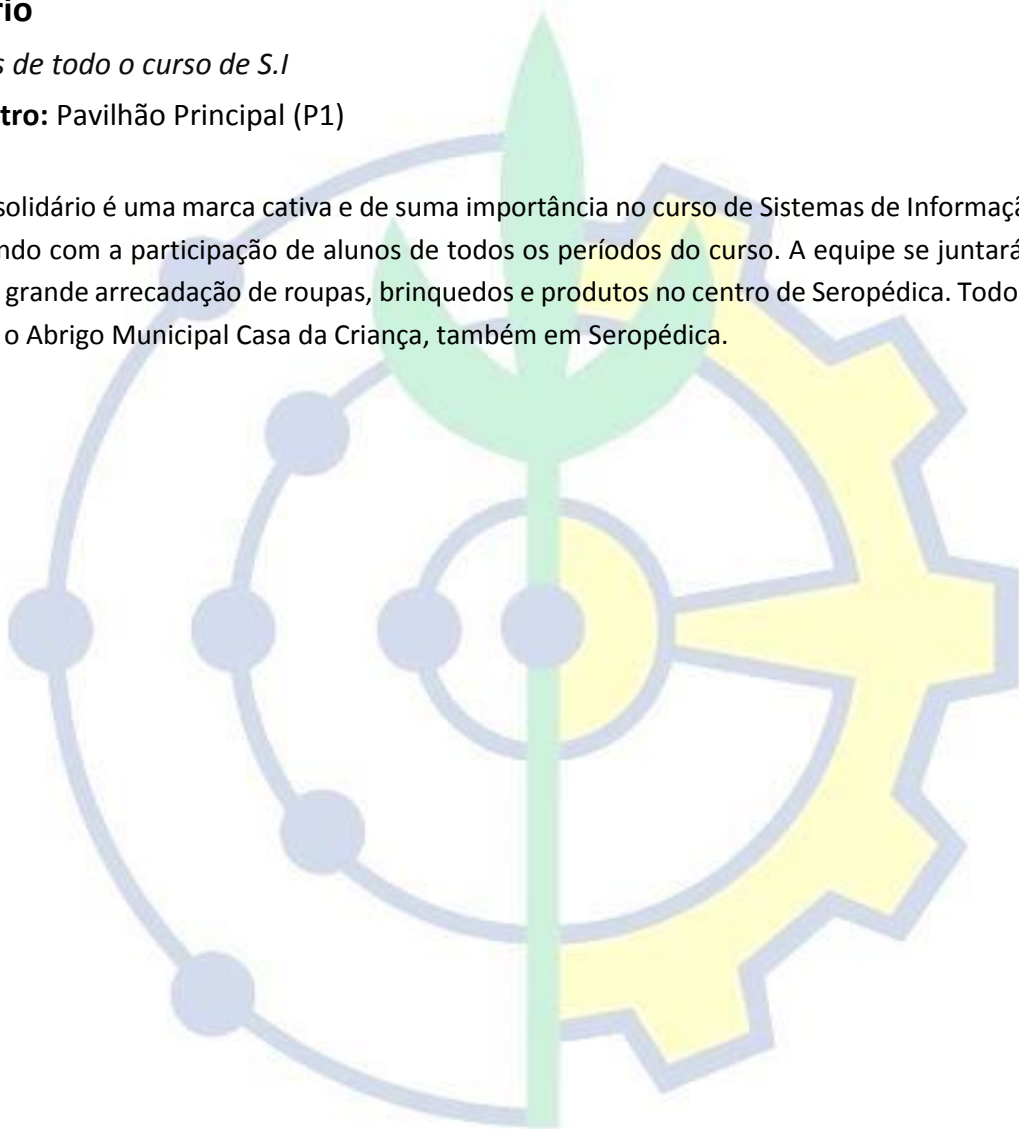 rio
s de todo o curso de S.I
tro: Pavilhão Principal (P1)
solidário é uma marca cativa e de suma importância no curso de Sistemas de Informaçã
ndo com a participação de alunos de todos os períodos do curso. A equipe se juntará
grande arrecadação de roupas, brinquedos e produtos no centro de Seropédica. Todo
o Abrigo Municipal Casa da Criança, também em Seropédica.